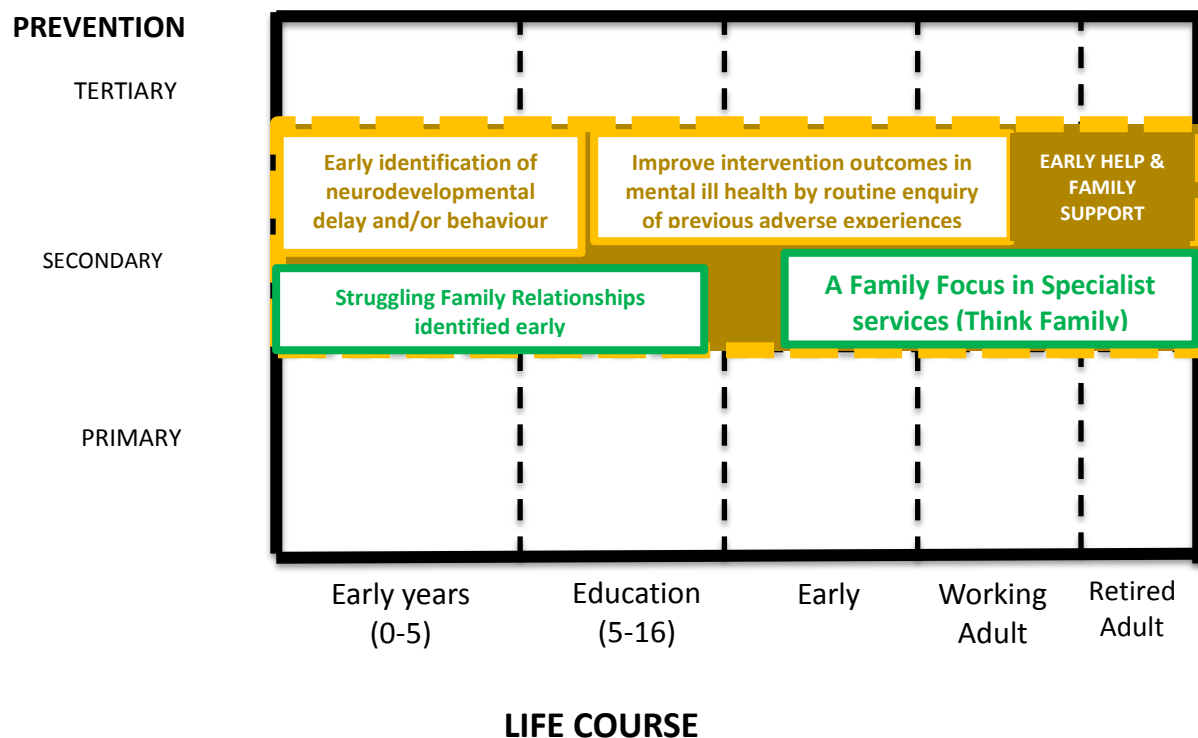 PREVENTION
TERTIARY
Early identification of
neurodevelopmental
delay and/or behaviour
Improve intervention outcomes in
mental ill health by routine enquiry
of previous adverse experiences
EARLY HELP &
FAMILY
SUPPORT
SECONDARY
Struggling Family Relationships
identified early
A Family Focus in Specialist
services (Think Family)
PRIMARY
Early years
(0-5)
Education
(5-16)
Early
Working
Adult
Retired
Adult
LIFE COURSE